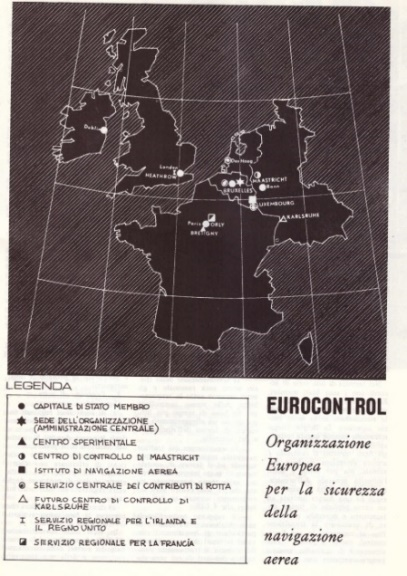 Dublin
London
HEATHROW
Den Haag
MAASTRICHT
Bonn
BRUXELLES
LUXEMBOURG
KARLSRUHE
Paris ORLY
BRETIGNY
LEGENDA
CAPITALE DI STATO MEMBRO
SEDE DELL'ORGANIZZAZIONE
(AMMINISTRAZIONE CENTRALE)
CENTRO SPERIMENTALE
CENTRO DI CONTROLLO DI MAASTRICHT
ISTITUTO DI NAVIGAZIONE AEREA
SERVIZIO CENTRALE DEI CONTRIBUTI DI ROTTA
FUTURO CENTRO DI CONTROLLO DI
KARLSRUHE
SERVIZIO REGIONALE PER L'IRLANDA E
IL REGNO UNITO
SERVIZIO REGIONALE PER LA FRANCIA
EUROCONTROL
Organizzazione
Europea
per la sicurezza
della
navigazione
aerea